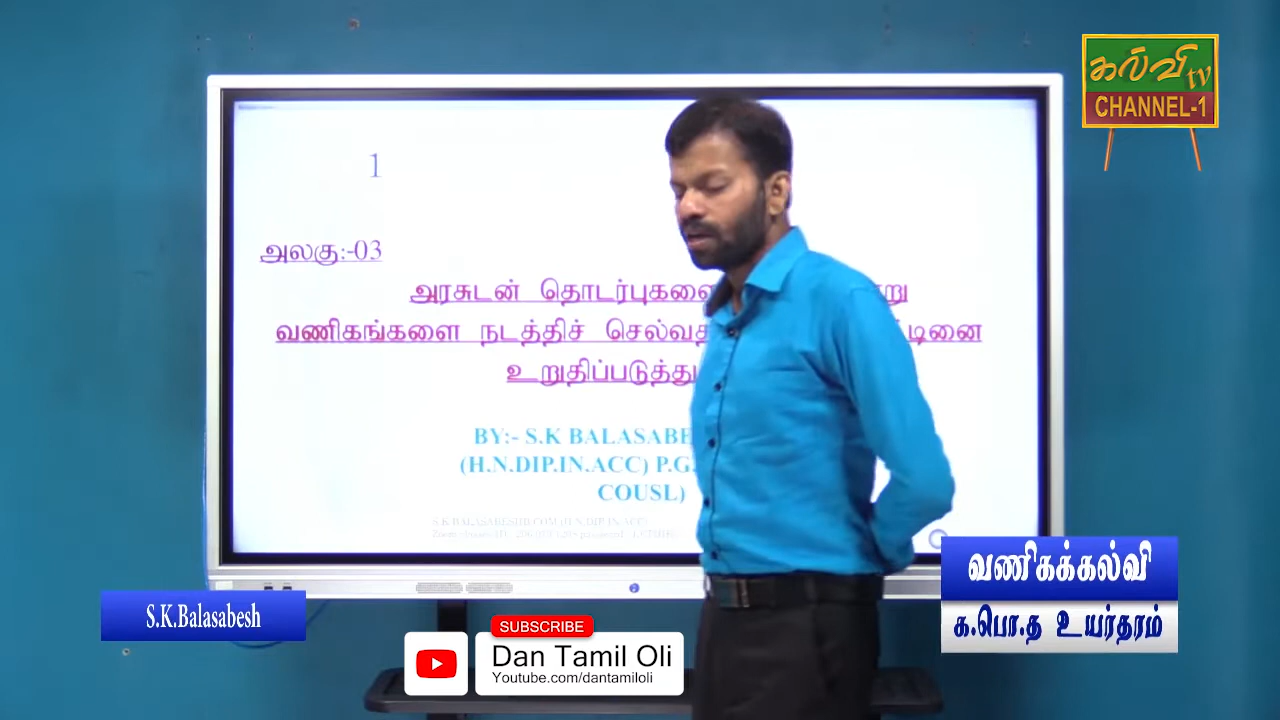 கல்வி tv
CHANNEL-1
1
அலகு:-03
அரசுடன் தொடர்புகளை
வணிகங்களை நடத்திச்
உறுதிப்படுத்து
BY:- S.K BALASABE
(H.N.DIP.IN.ACC) P.G.
COUSL)
S.K.Balasabesh
வணிகக்கல்வி
க.பொ.த உயர்தரம்
SUBSCRIBE
Dan Tamil Oli
Youtube.com/dantamiloli